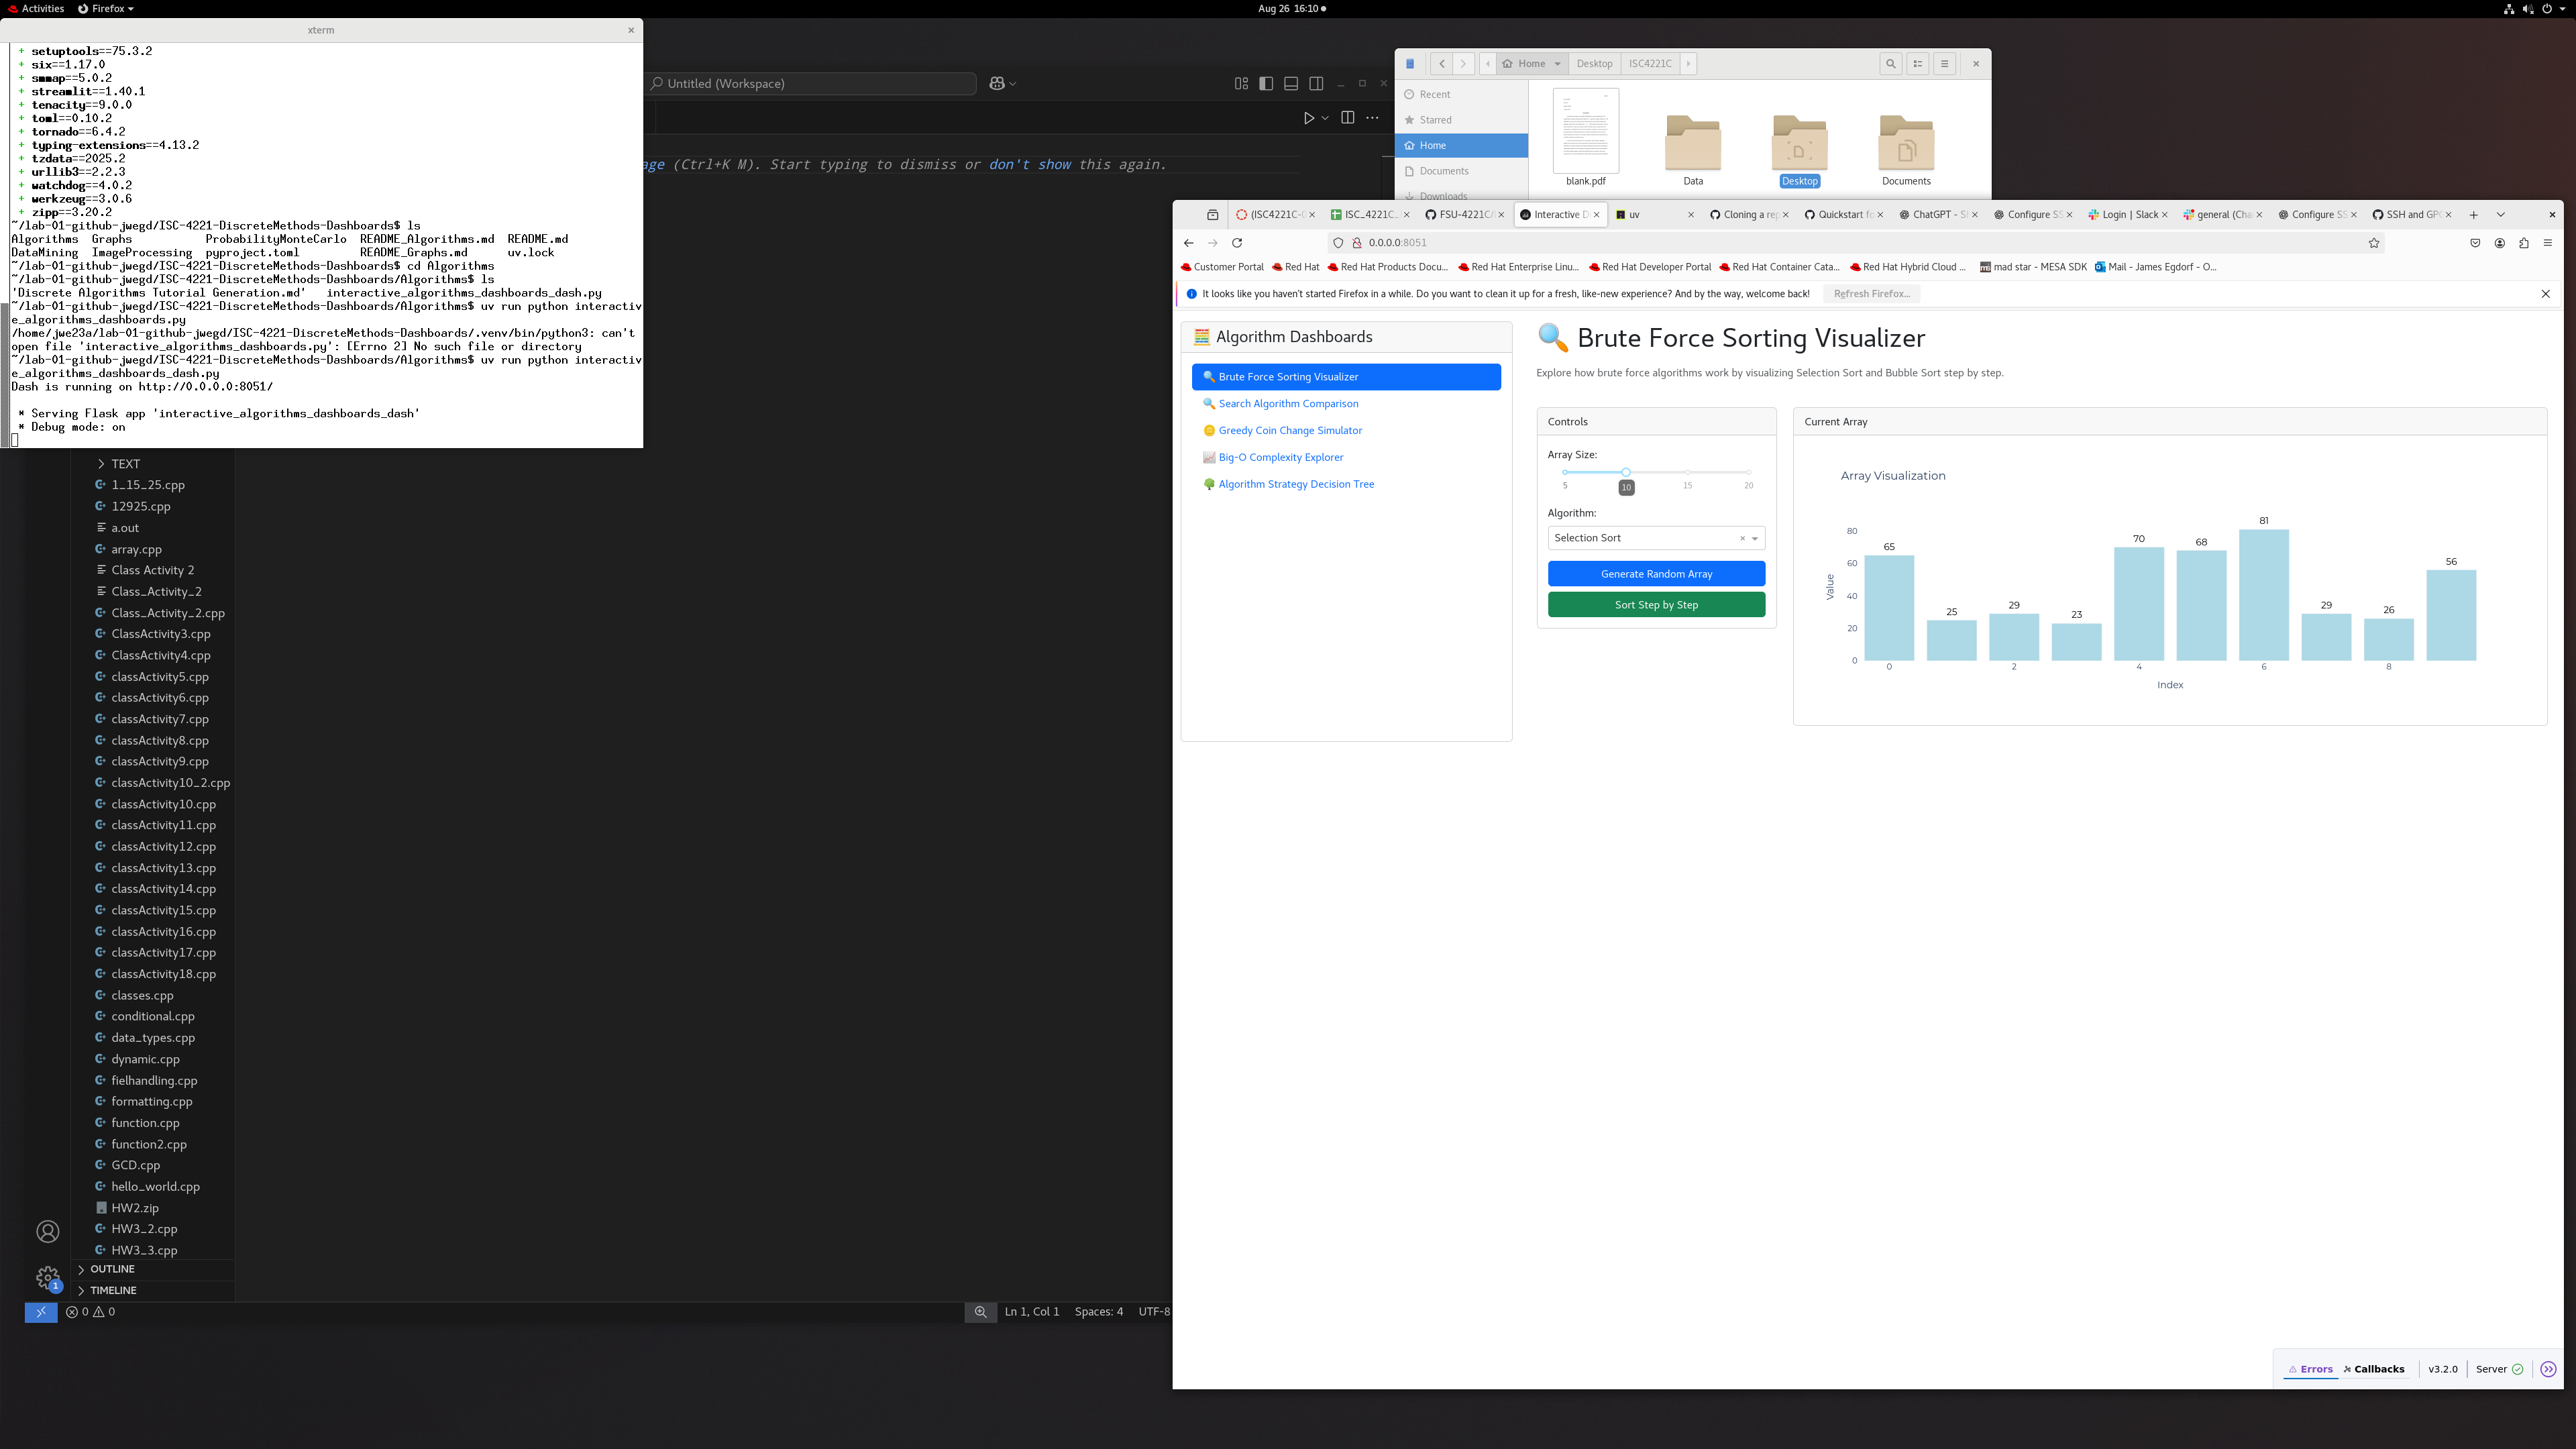 Activities
Firefox
Aug 26 16:10
xterm
+ setuptools==75.3.2
+ six==1.17.0
+ smmap==5.0.2
+ streamlit==1.40.1
+ tenacity==9.0.0
+ toml==0.10.2
+ tornado==6.4.2
+ typing-extensions==4.13.2
+ tzdata==2025.2
+ urllib3==2.2.3
+ watchdog==4.0.2
+ werkzeug==3.0.6
+ zipp==3.20.2
~/lab-01-github-jwegd/ISC-4221-DiscreteMethods-Dashboards$ ls
Algorithms Graphs ProbabilityMonteCarlo README_Algorithms.md README.md
DataMining ImageProcessing pyproject.toml README_Graphs.md uv.lock
~/lab-01-github-jwegd/ISC-4221-DiscreteMethods-Dashboards$ cd Algorithms
~/lab-01-github-jwegd/ISC-4221-DiscreteMethods-Dashboards/Algorithms$ ls
'Discrete Algorithms Tutorial Generation.md' interactive_algorithms_dashboards_dash.py
~/lab-01-github-jwegd/ISC-4221-DiscreteMethods-Dashboards/Algorithms$ uv run python interactiv
e_algorithms_dashboards.py
/home/jwe23a/lab-01-github-jwegd/ISC-4221-DiscreteMethods-Dashboards/.venv/bin/python3: can't
open file 'interactive_algorithms_dashboards.py': [Errno 2] No such file or directory
~/lab-01-github-jwegd/ISC-4221-DiscreteMethods-Dashboards/Algorithms$ uv run python interactiv
e_algorithms_dashboards_dash.py
Dash is running on http://0.0.0.0:8051/
* Serving Flask app 'interactive_algorithms_dashboards_dash'
* Debug mode: on
Untitled (Workspace)
age (Ctrl+K M). Start typing to dismiss or don't show this again.
TEXT
1_15_25.cpp
12925.cpp
a.out
array.cpp
Class Activity 2
Class_Activity_2
Class_Activity_2.cpp
ClassActivity3.cpp
ClassActivity4.cpp
classActivity5.cpp
classActivity6.cpp
classActivity7.cpp
classActivity8.cpp
classActivity9.cpp
classActivity10_2.cpp
classActivity10.cpp
classActivity11.cpp
classActivity12.cpp
classActivity13.cpp
classActivity14.cpp
classActivity15.cpp
classActivity16.cpp
classActivity17.cpp
classActivity18.cpp
classes.cpp
conditional.cpp
data_types.cpp
dynamic.cpp
fielhandling.cpp
formatting.cpp
function.cpp
function2.cpp
GCD.cpp
hello_world.cpp
HW2.zip
HW3_2.cpp
HW3_3.cpp
OUTLINE
1
TIMELINE
0 0
Ln 1, Col 1 Spaces: 4 UTF-8
Home Desktop ISC4221C
Recent
Starred
Home
Documents
Downloads
blank.pdf Data Desktop Documents
(ISC4221C-0 ISC_4221C_ FSU-4221C/ Interactive D uv Cloning a rep Quickstart fo ChatGPT - S Configure SS Login | Slack general (Cha Configure SS SSH and GPG
0.0.0.0:8051
Customer Portal Red Hat Red Hat Products Docu... Red Hat Enterprise Linu... Red Hat Developer Portal Red Hat Container Cata... Red Hat Hybrid Cloud ... mad star - MESA SDK Mail - James Egdorf - O...
It looks like you haven't started Firefox in a while. Do you want to clean it up for a fresh, like-new experience? And by the way, welcome back! Refresh Firefox...
Algorithm Dashboards
Brute Force Sorting Visualizer
Search Algorithm Comparison
Greedy Coin Change Simulator
Big-O Complexity Explorer
Algorithm Strategy Decision Tree
Brute Force Sorting Visualizer
Explore how brute force algorithms work by visualizing Selection Sort and Bubble Sort step by step.
Controls
Array Size:
5 10 15 20
Algorithm:
Selection Sort
Generate Random Array
Sort Step by Step
Current Array
Array Visualization
Value
80
60
40
20
0
65 25 29 23 70 68 81 29 26 56
0 2 4 6 8
Index
Errors Callbacks v3.2.0 Server